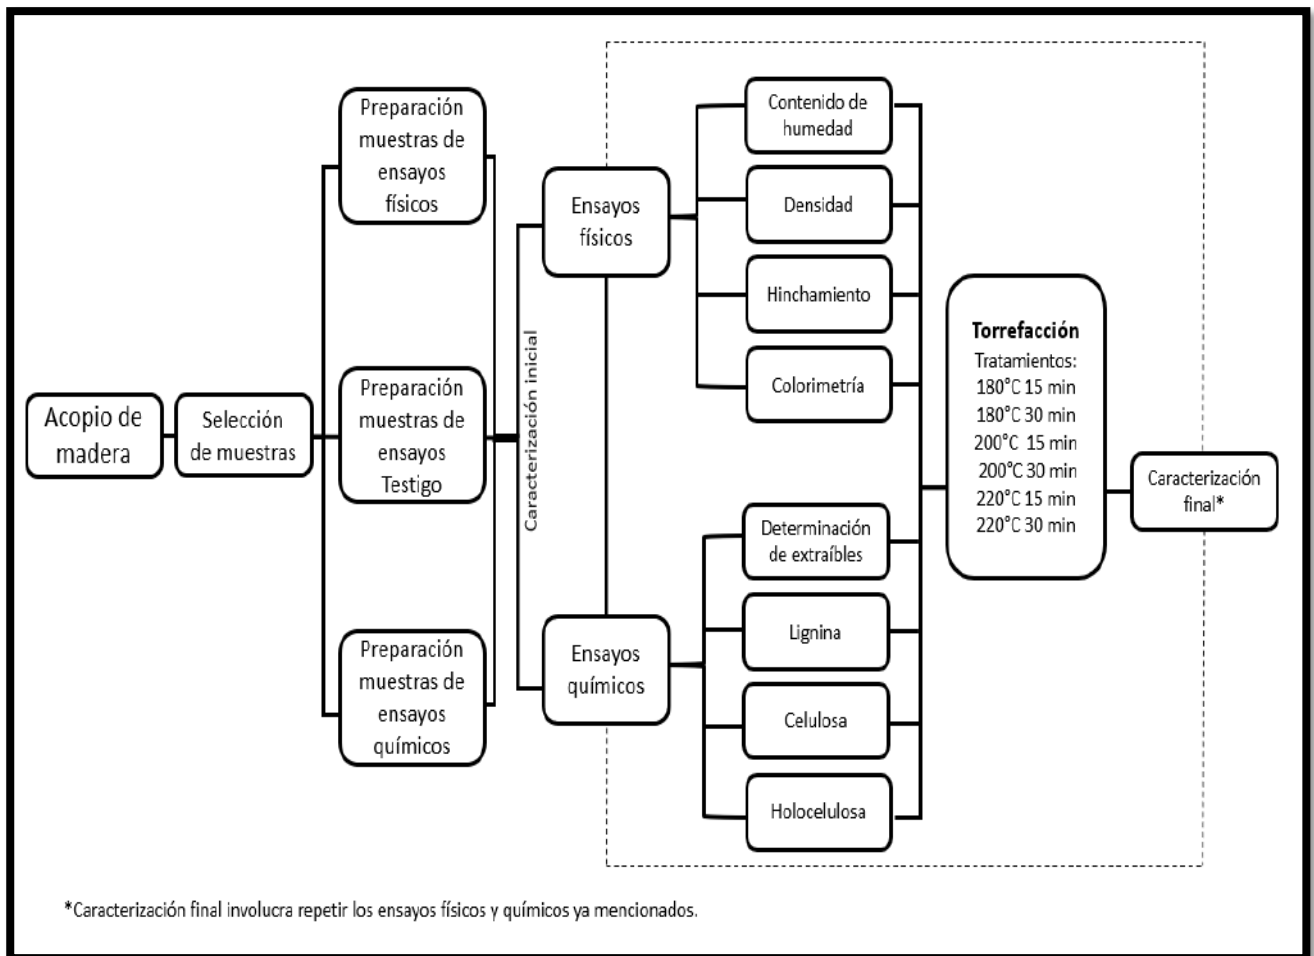 Acopio de
madera
Selección
de muestras
Preparación
muestras de
ensayos
físicos
Preparación
muestras de
ensayos
Testigo
Preparación
muestras de
ensayos
químicos
Caracterización inicial
Ensayos
físicos
Ensayos
químicos
Contenido de
humedad
Densidad
Hinchamiento
Colorimetría
Determinación
de extraíbles
Lignina
Celulosa
Holocelulosa
Torrefacción
Tratamientos:
180°C 15 min
180°C 30 min
200°C 15 min
200°C 30 min
220°C 15 min
220°C 30 min
Caracterización
final*
*Caracterización final involucra repetir los ensayos físicos y químicos ya mencionados.